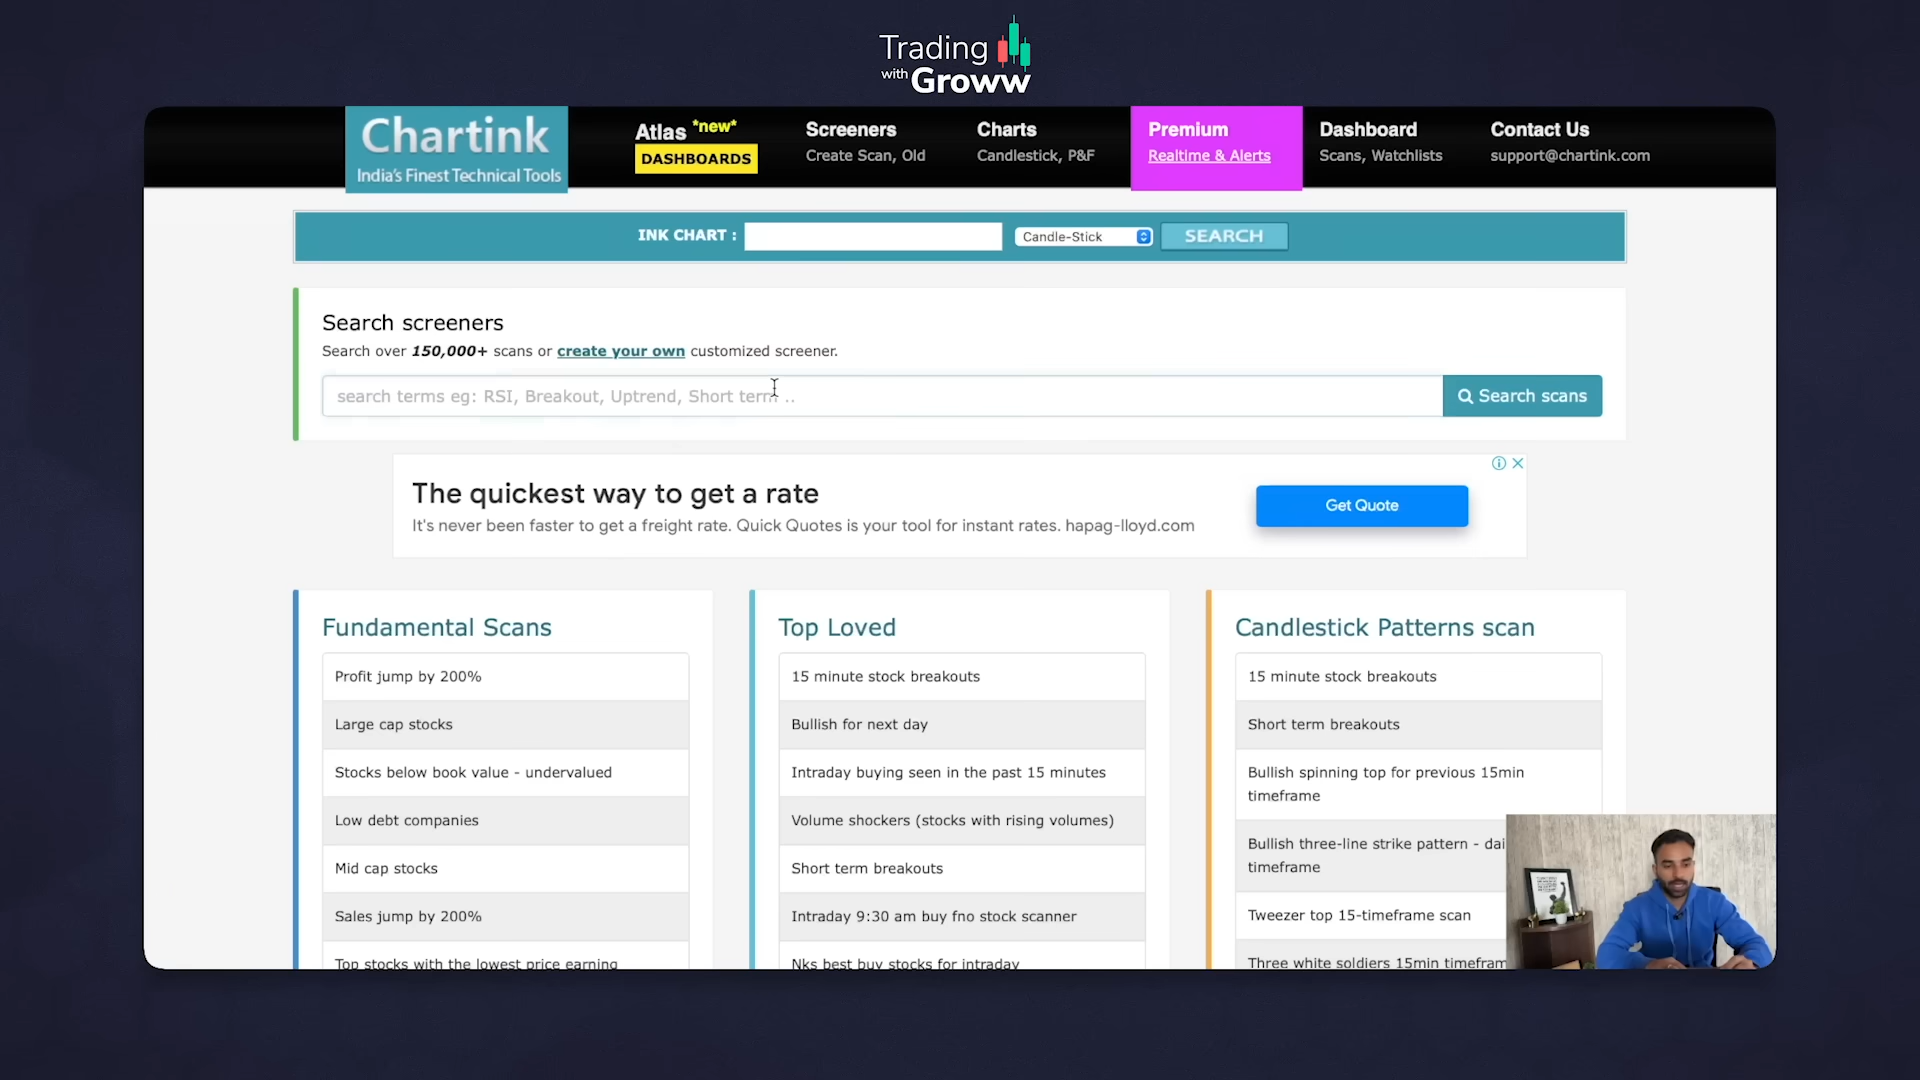 Trading
with Groww
Chartink
India's Finest Technical Tools
Atlas *new*
DASHBOARDS
Screeners
Create Scan, Old
Charts
Candlestick, P&F
Premium
Realtime & Alerts
Dashboard
Scans, Watchlists
Contact Us
support@chartink.com
INK CHART :
Candle-Stick
SEARCH
Search screeners
Search over 150,000+ scans or create your own customized screener.
search terms eg: RSI, Breakout, Uptrend, Short term ..
Search scans
The quickest way to get a rate
It's never been faster to get a freight rate. Quick Quotes is your tool for instant rates. hapag-lloyd.com
Get Quote
Fundamental Scans
Profit jump by 200%
Large cap stocks
Stocks below book value - undervalued
Low debt companies
Mid cap stocks
Sales jump by 200%
Top stocks with the lowest price earning
Top Loved
15 minute stock breakouts
Bullish for next day
Intraday buying seen in the past 15 minutes
Volume shockers (stocks with rising volumes)
Short term breakouts
Intraday 9:30 am buy fno stock scanner
Nks best buy stocks for intraday
Candlestick Patterns scan
15 minute stock breakouts
Short term breakouts
Bullish spinning top for previous 15min
timeframe
Bullish three-line strike pattern - dai
timeframe
Tweezer top 15-timeframe scan
Three white soldiers 15min timefram